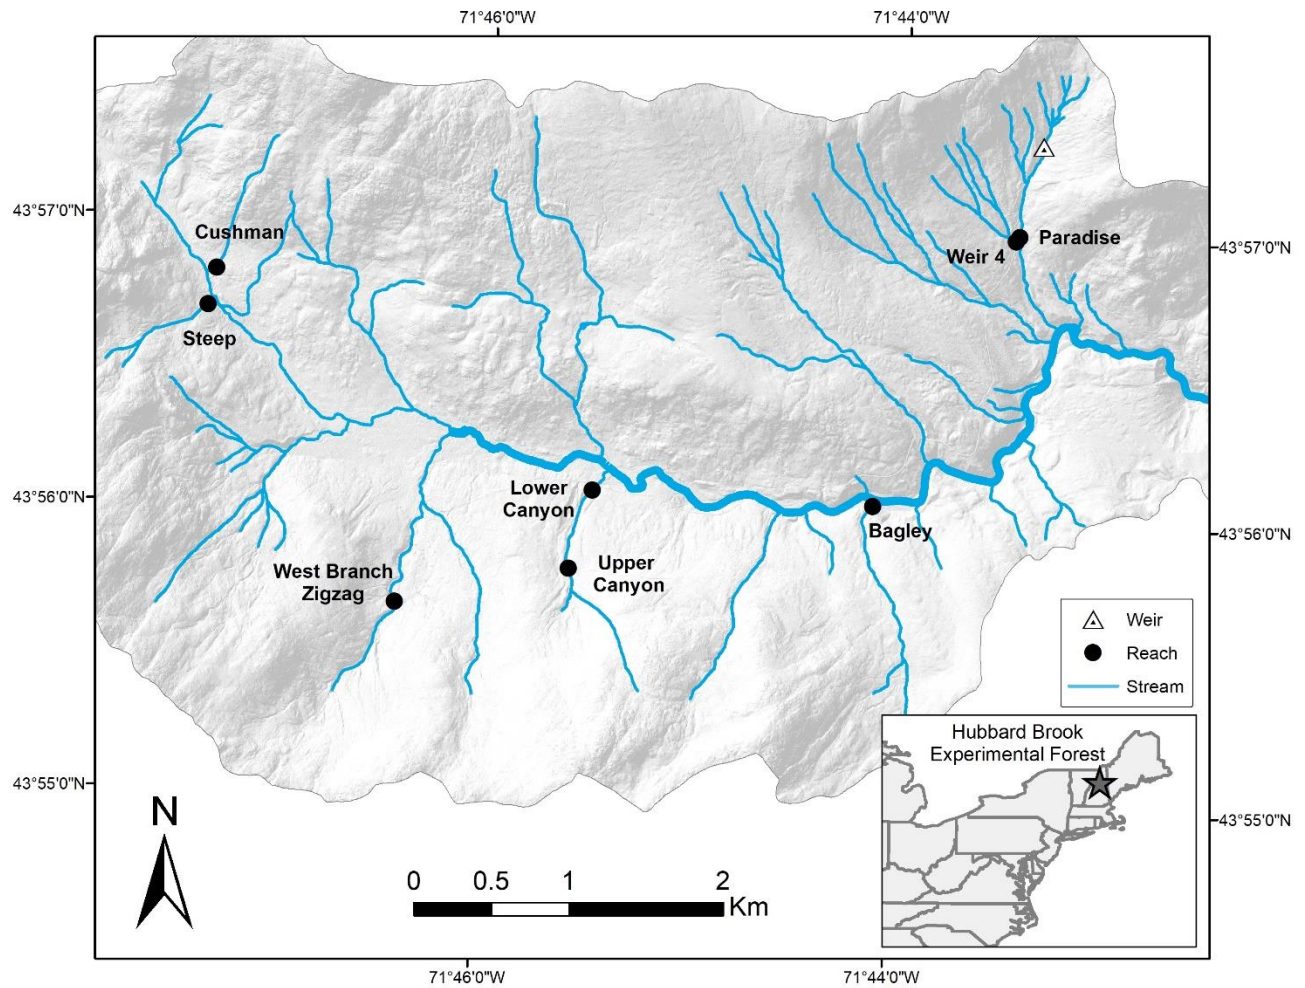 71°46'0"W
71°44'0"W
43°57'0"N
43°57'0"N
Cushman
Paradise
Weir 4
Steep
43°56'0"N
43°56'0"N
Lower
Canyon
Bagley
Upper
Canyon
West Branch
Zigzag
Weir
Reach
Stream
Hubbard Brook
Experimental Forest
43°55'0"N
43°55'0"N
N
0 0.5 1 2
Km
71°46'0"W
71°44'0"W